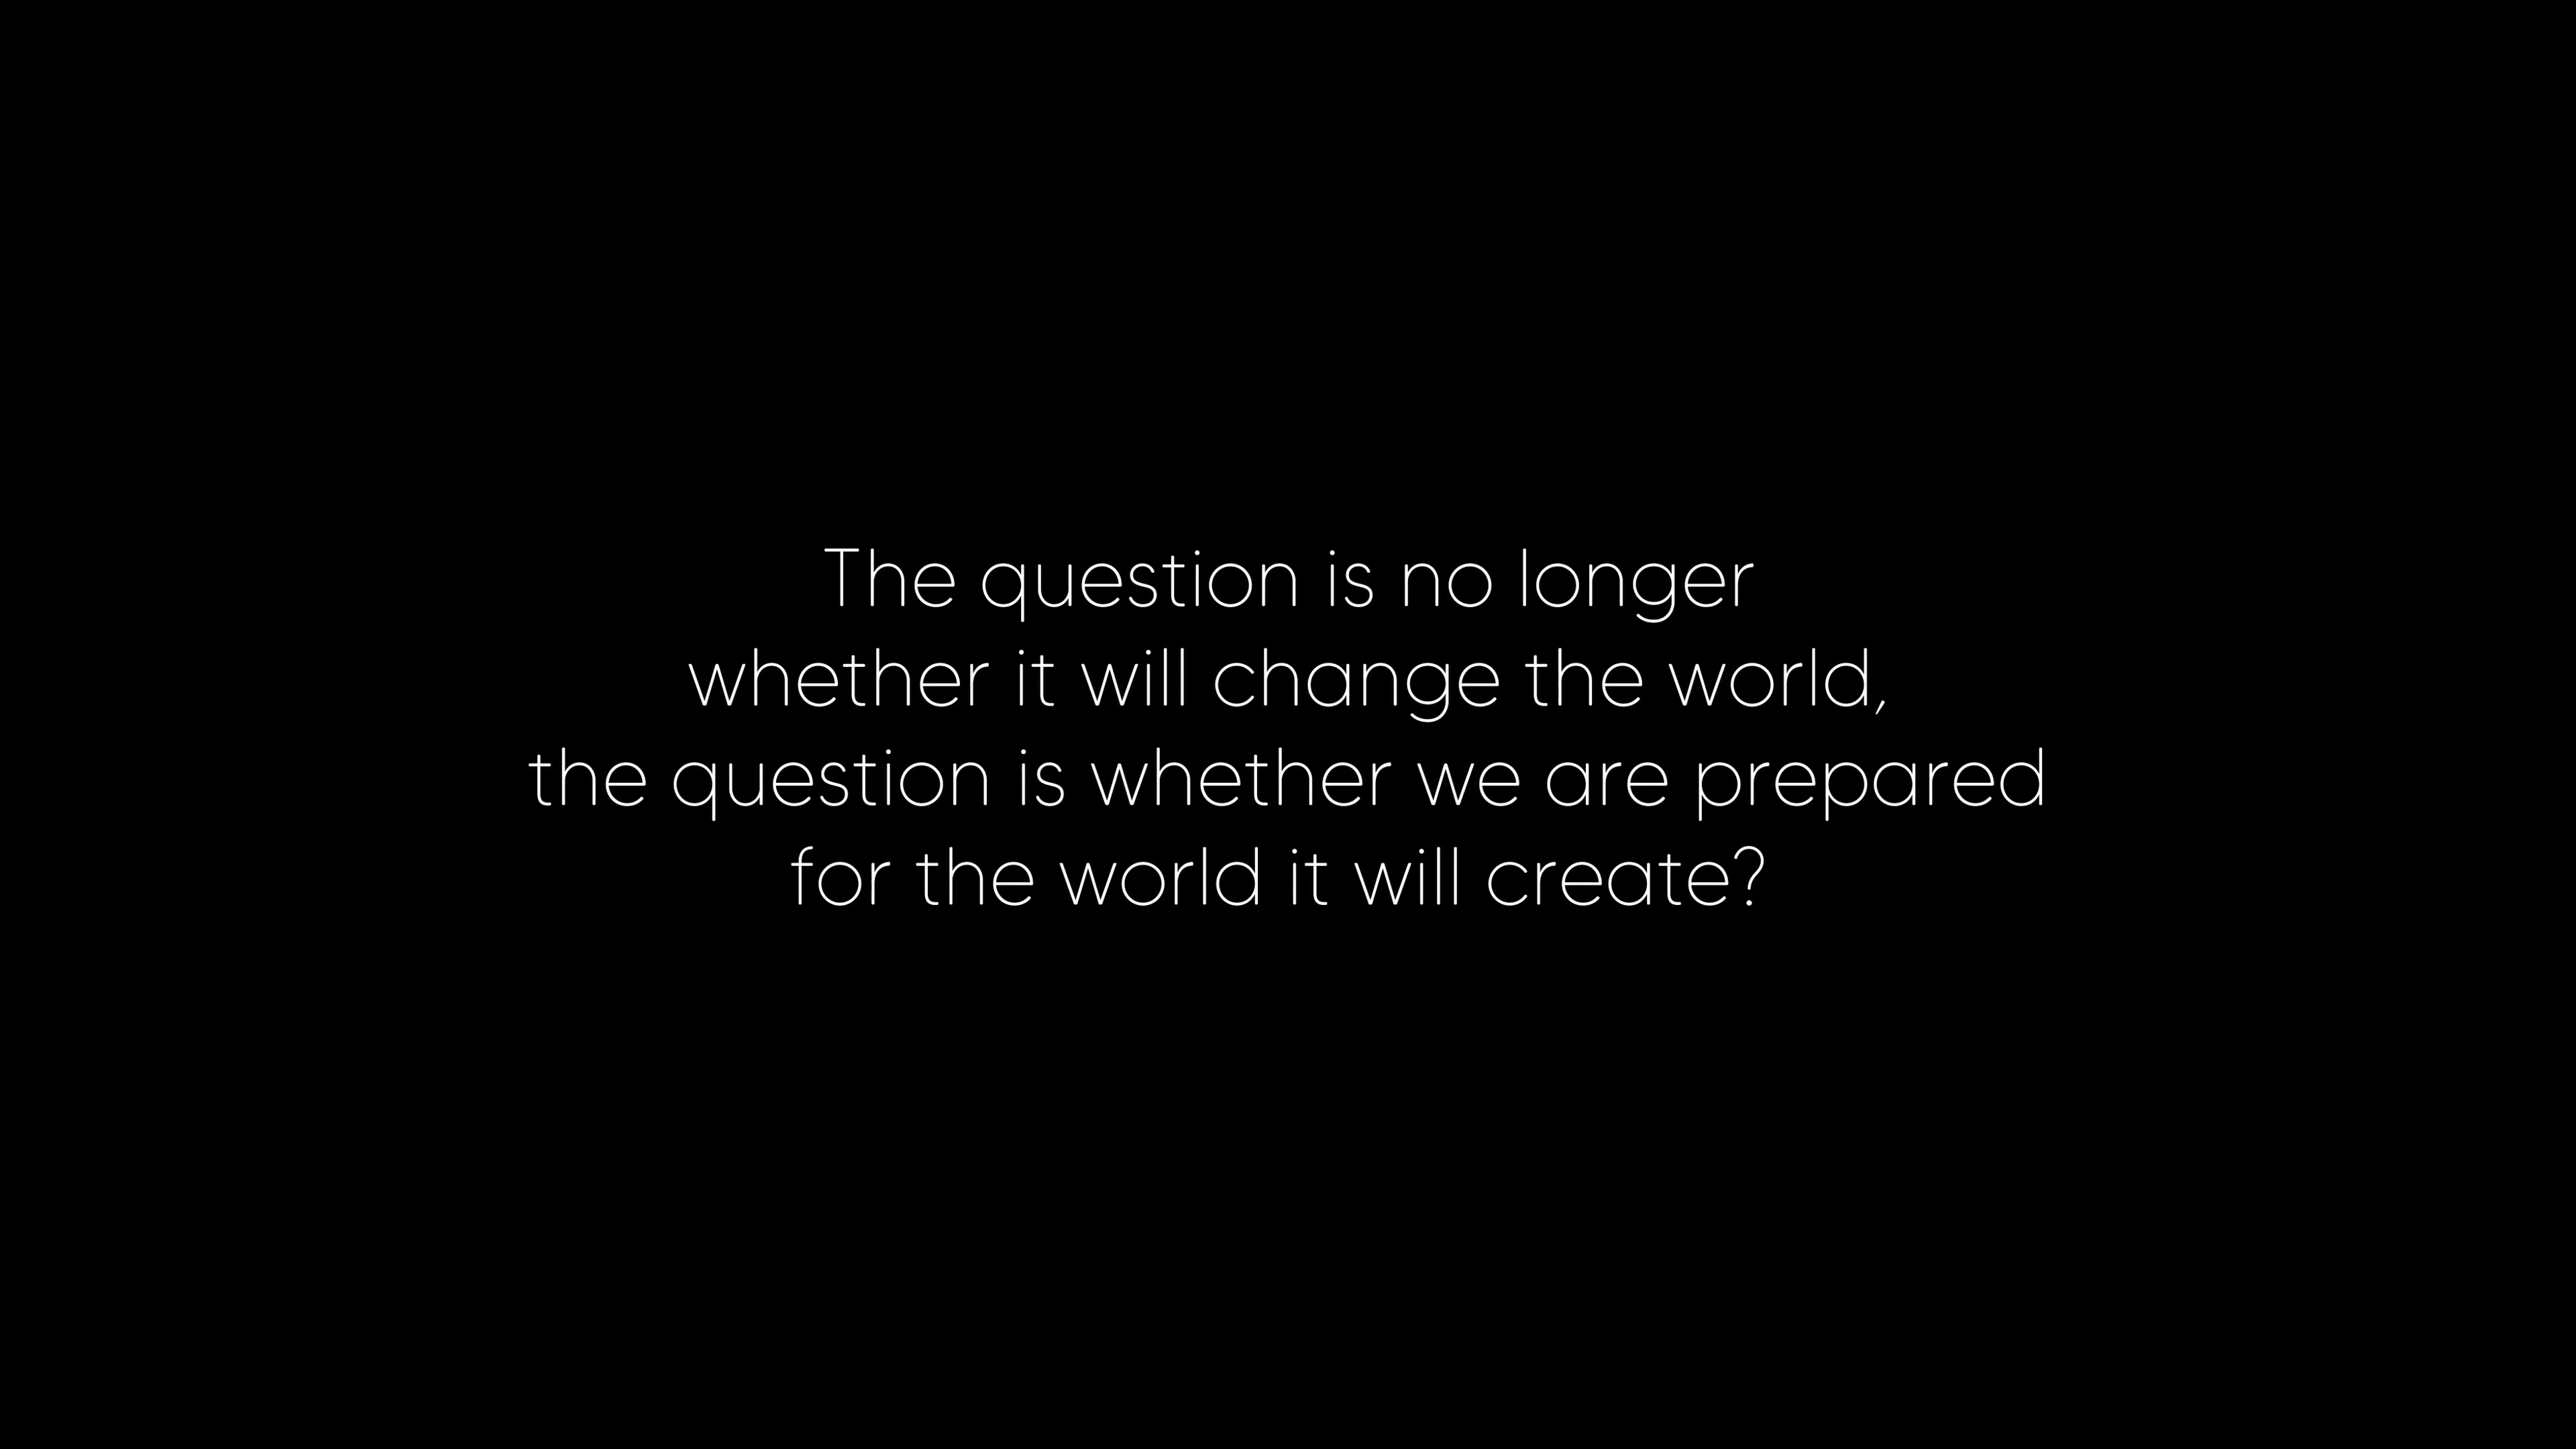 The question is no longer
whether it will change the world,
the question is whether we are prepared
for the world it will create?